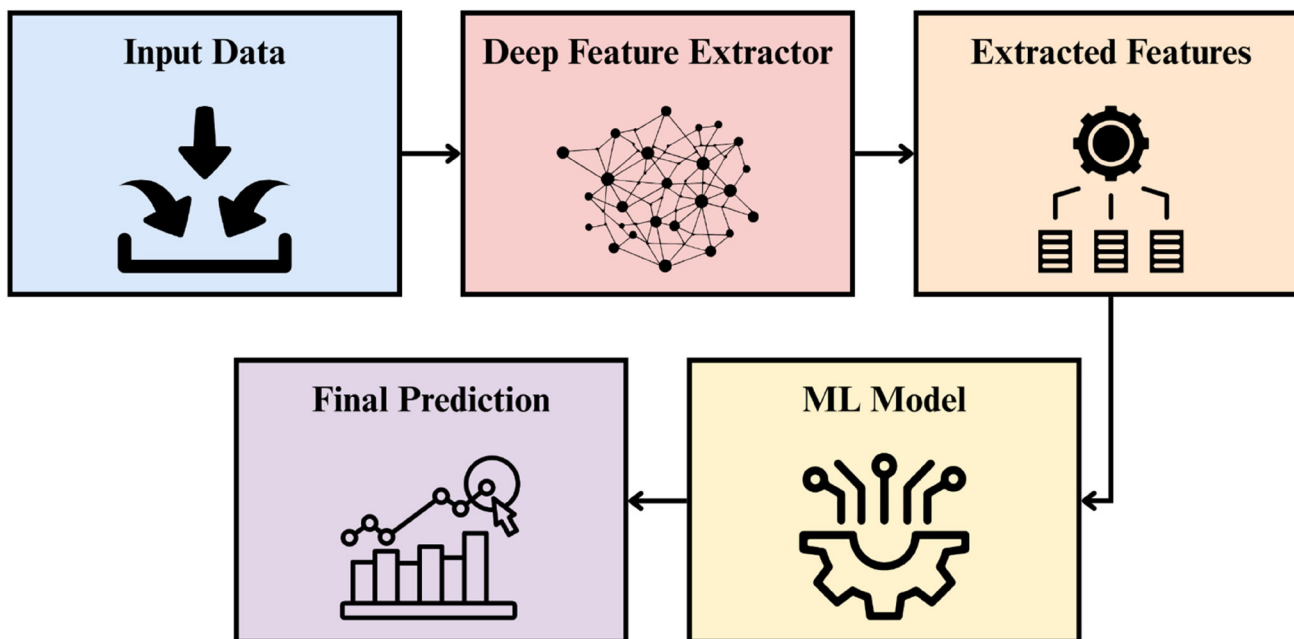 Input Data
Deep Feature Extractor
Extracted Features
Final Prediction
ML Model